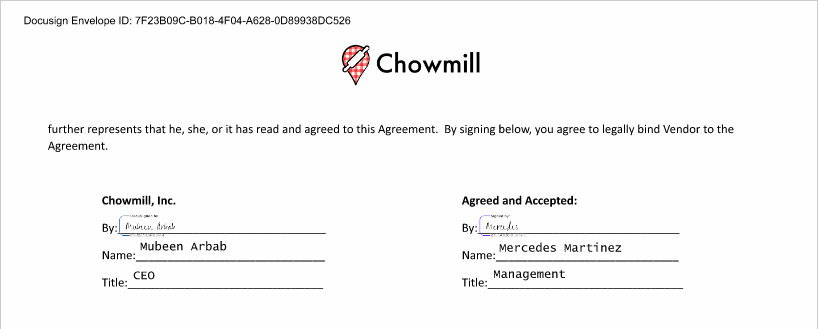 Docusign Envelope ID: 7F23B09C-B018-4F04-A628-0D89938DC526
Chowmill
further represents that he, she, or it has read and agreed to this Agreement.  By signing below, you agree to legally bind Vendor to the
Agreement.
Chowmill, Inc.
By: Mubeen Arbab
Name: Mubeen Arbab
Title: CEO
Agreed and Accepted:
Signed by:
By: Mercedes
Name: Mercedes Martinez
Title: Management